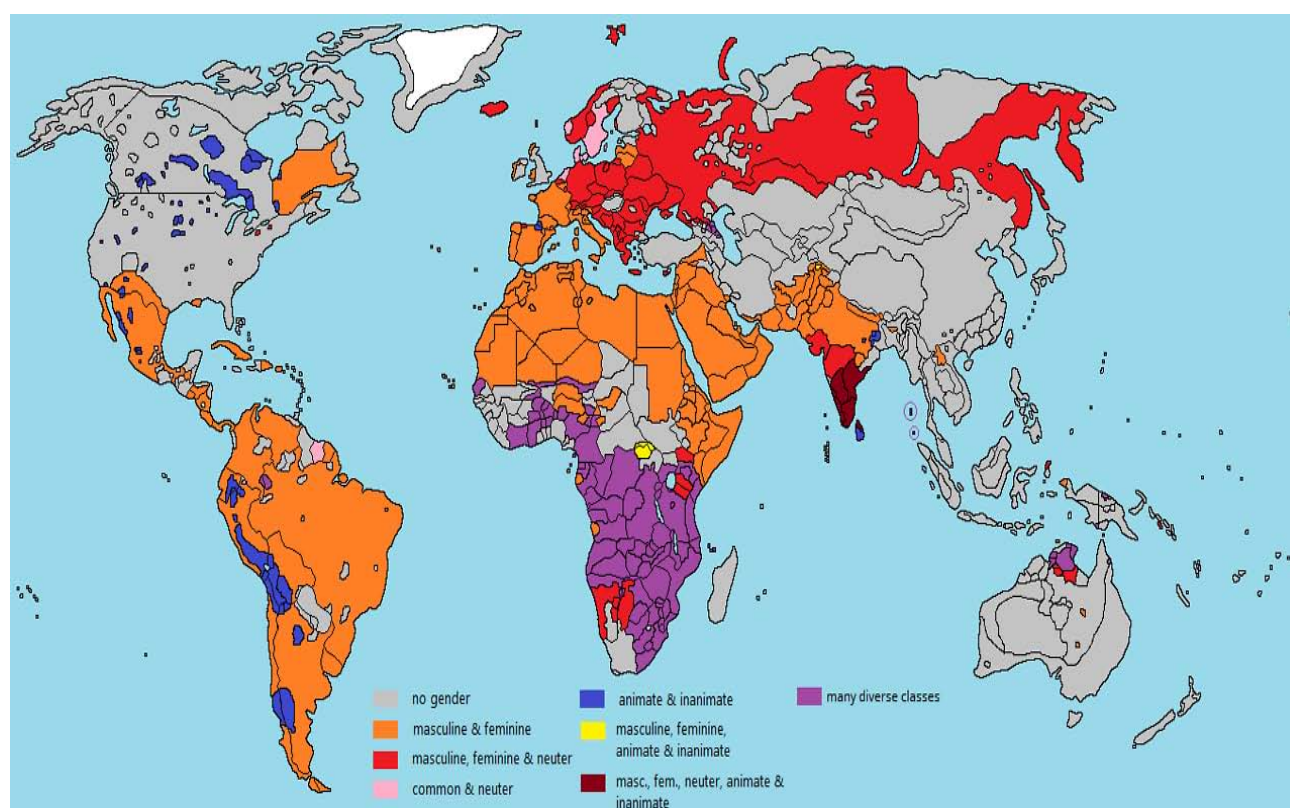 no gender
masculine & feminine
masculine, feminine & neuter
common & neuter
animate & inanimate
masculine, feminine,
animate & inanimate
masc, fem., neuter, animate &
inanimate
many diverse classes